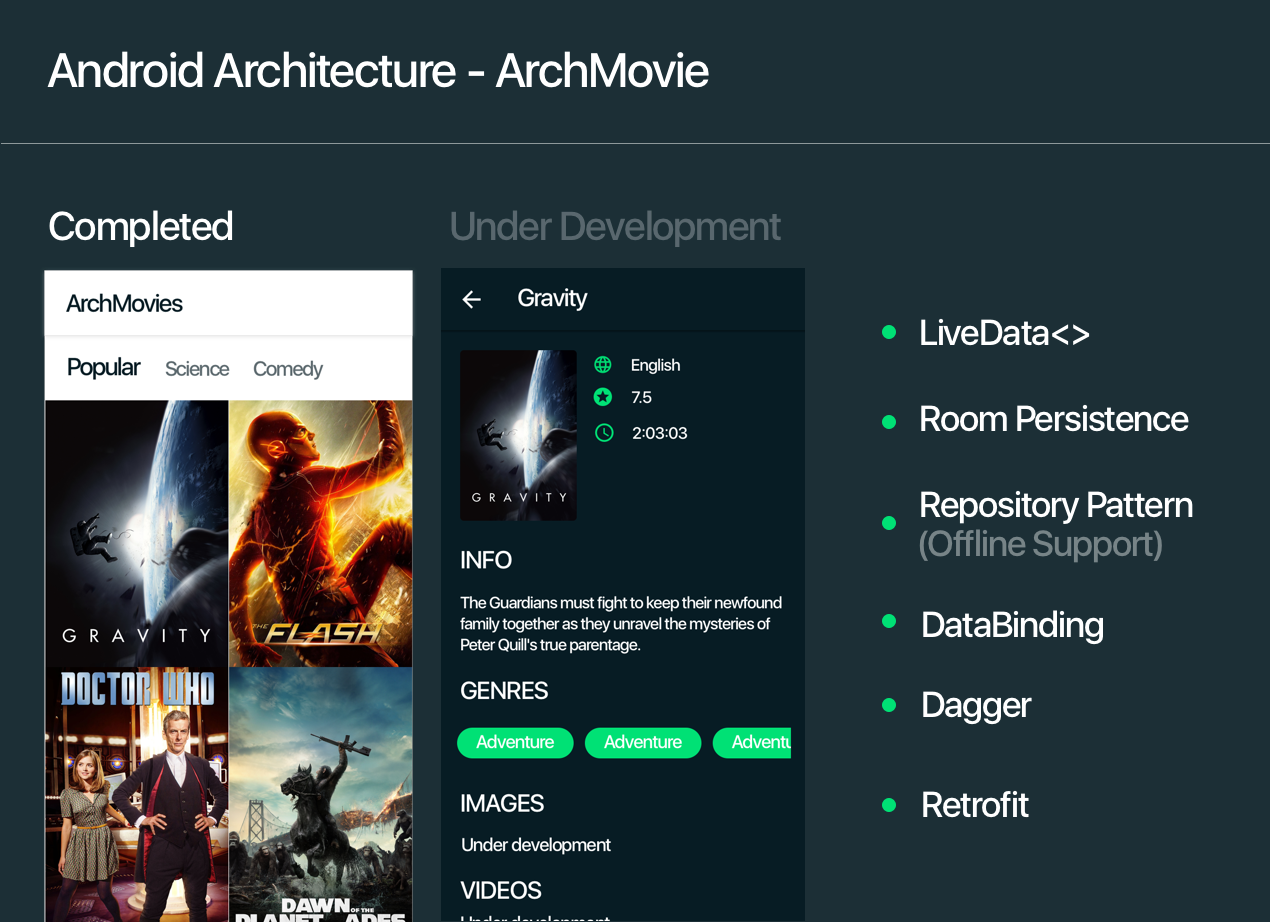 Android Architecture - ArchMovie
Completed
ArchMovies
Popular Science Comedy
GRAVITY
THE FLASH
DOCTOR WHO
DAWN OF THE
PLANET OF THE APES
Under Development
Gravity
English
7.5
2:03:03
GRAVITY
INFO
The Guardians must fight to keep their newfound
family together as they unravel the mysteries of
Peter Quill's true parentage.
GENRES
Adventure Adventure Advent
IMAGES
Under development
VIDEOS
Under development
LiveData<>
Room Persistence
Repository Pattern
(Offline Support)
DataBinding
Dagger
Retrofit